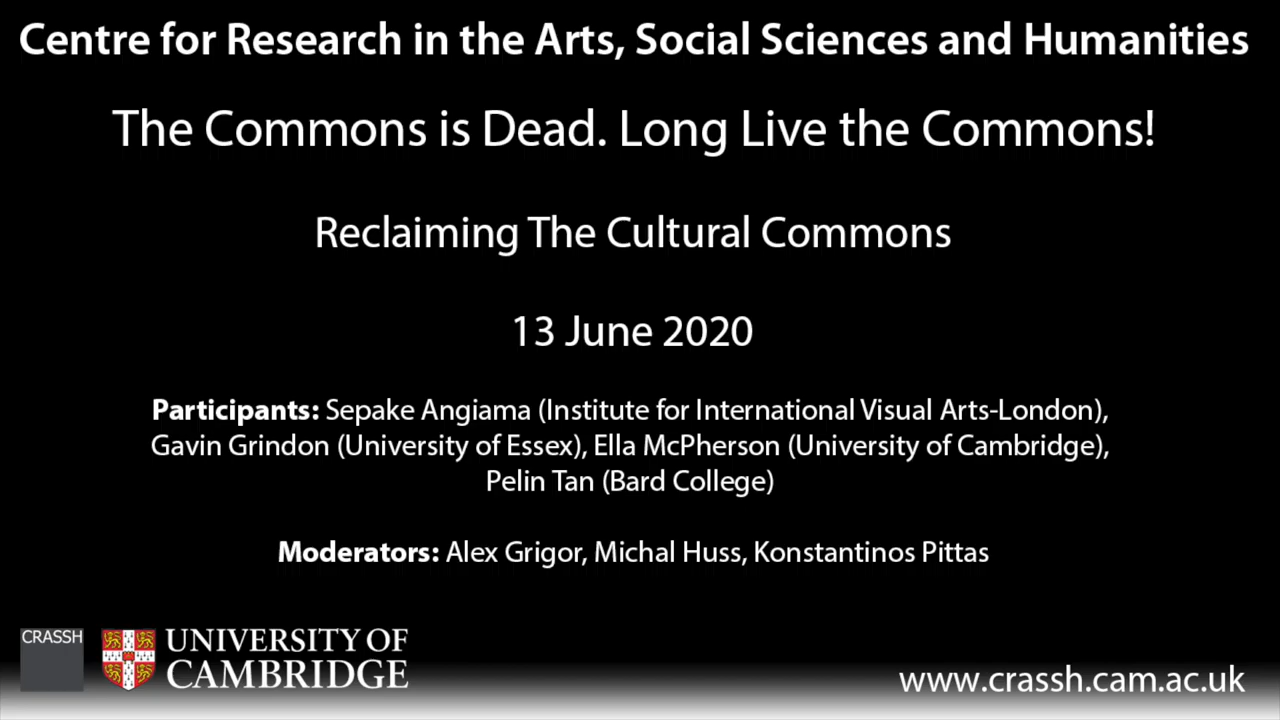 Centre for Research in the Arts, Social Sciences and Humanities
The Commons is Dead. Long Live the Commons!
Reclaiming The Cultural Commons
13 June 2020
Participants: Sepake Angiama (Institute for International Visual Arts-London),
Gavin Grindon (University of Essex), Ella McPherson (University of Cambridge),
Pelin Tan (Bard College)
Moderators: Alex Grigor, Michal Huss, Konstantinos Pittas
CRASSH
UNIVERSITY OF
CAMBRIDGE
www.crassh.cam.ac.uk